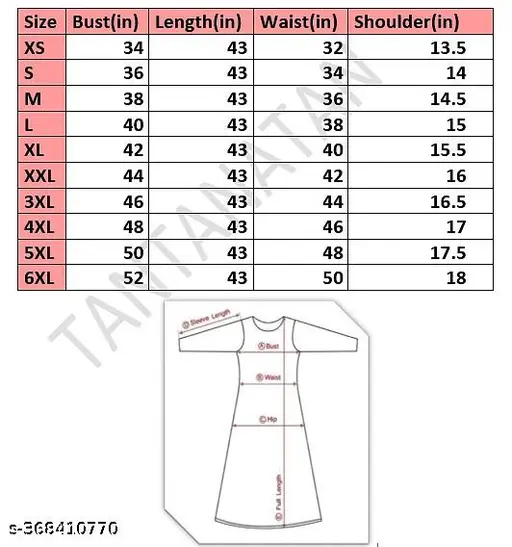 Size Bust(in) Length(in) Waist(in) Shoulder(in)
XS 34 43 32 13.5
S 36 43 34 14
M 38 43 36 14.5
L 40 43 38 15
XL 42 43 40 15.5
XXL 44 43 42 16
3XL 46 43 44 16.5
4XL 48 43 46 17
5XL 50 43 48 17.5
6XL 52 43 50 18
TANTANATAN
D Sleeve Length
A Bust
B Waist
C Hip
E Full Length
s-368410770